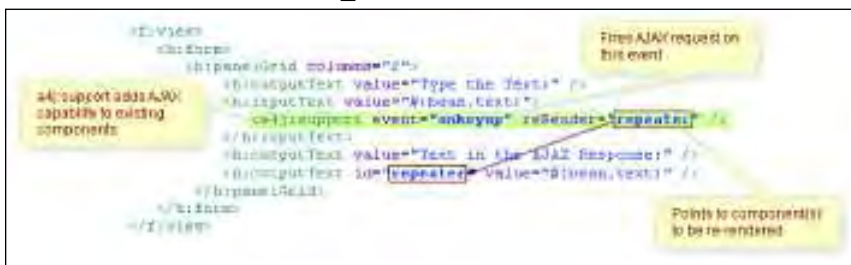 <f:view>
<h:form>
<h:panelGrid columns="2">
<h:outputText value="Type the Text:" />
<h:inputText value="#{bean.text}">
<a4j:support event="onkeyup" reRender="repeater" />
</h:inputText>
<h:outputText value="Text in the AJAX Response:" />
<h:outputText id="repeater" value="#{bean.text}" />
</h:panelGrid>
</h:form>
</f:view>
Fires AJAX request on
this event
a4j:support adds AJAX
capability to existing
components
Points to component(s)
to be re-rendered